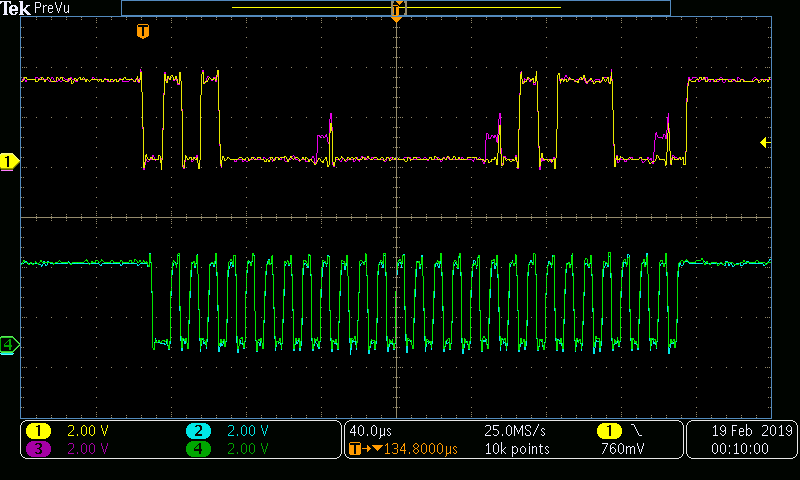 Tek PreVu
T
T
1
4
1 2.00 V 2 2.00 V
3 2.00 V 4 2.00 V
40.0µs 25.0MS/s
T→▼134.8000µs 10k points
1 \ 760mV
19 Feb 2019
00:10:00